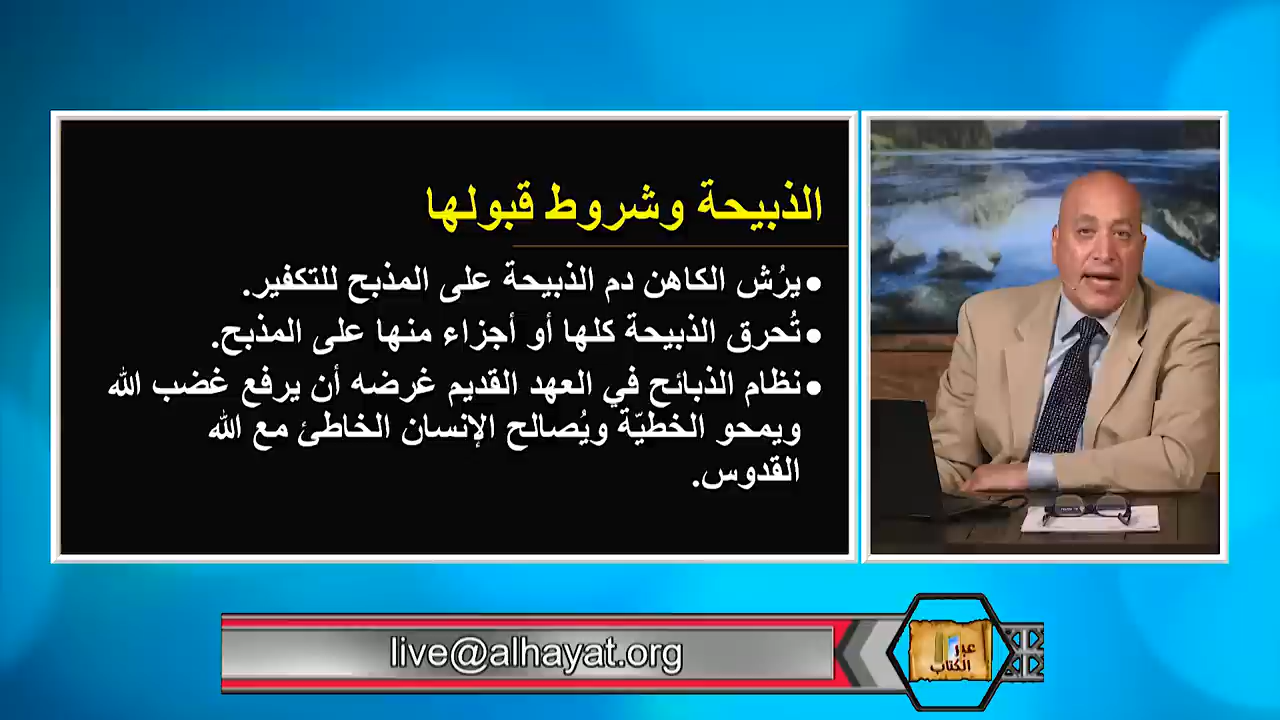 الذبيحة وشروط قبولها
• يرُش الكاهن دم الذبيحة على المذبح للتكفير.
• تُحرق الذبيحة كلها أو أجزاء منها على المذبح.
• نظام الذبائح في العهد القديم غرضه أن يرفع غضب الله
ويمحو الخطيّة ويُصالح الإنسان الخاطئ مع الله
القدوس.
live@alhayat.org
عبر
الكتاب